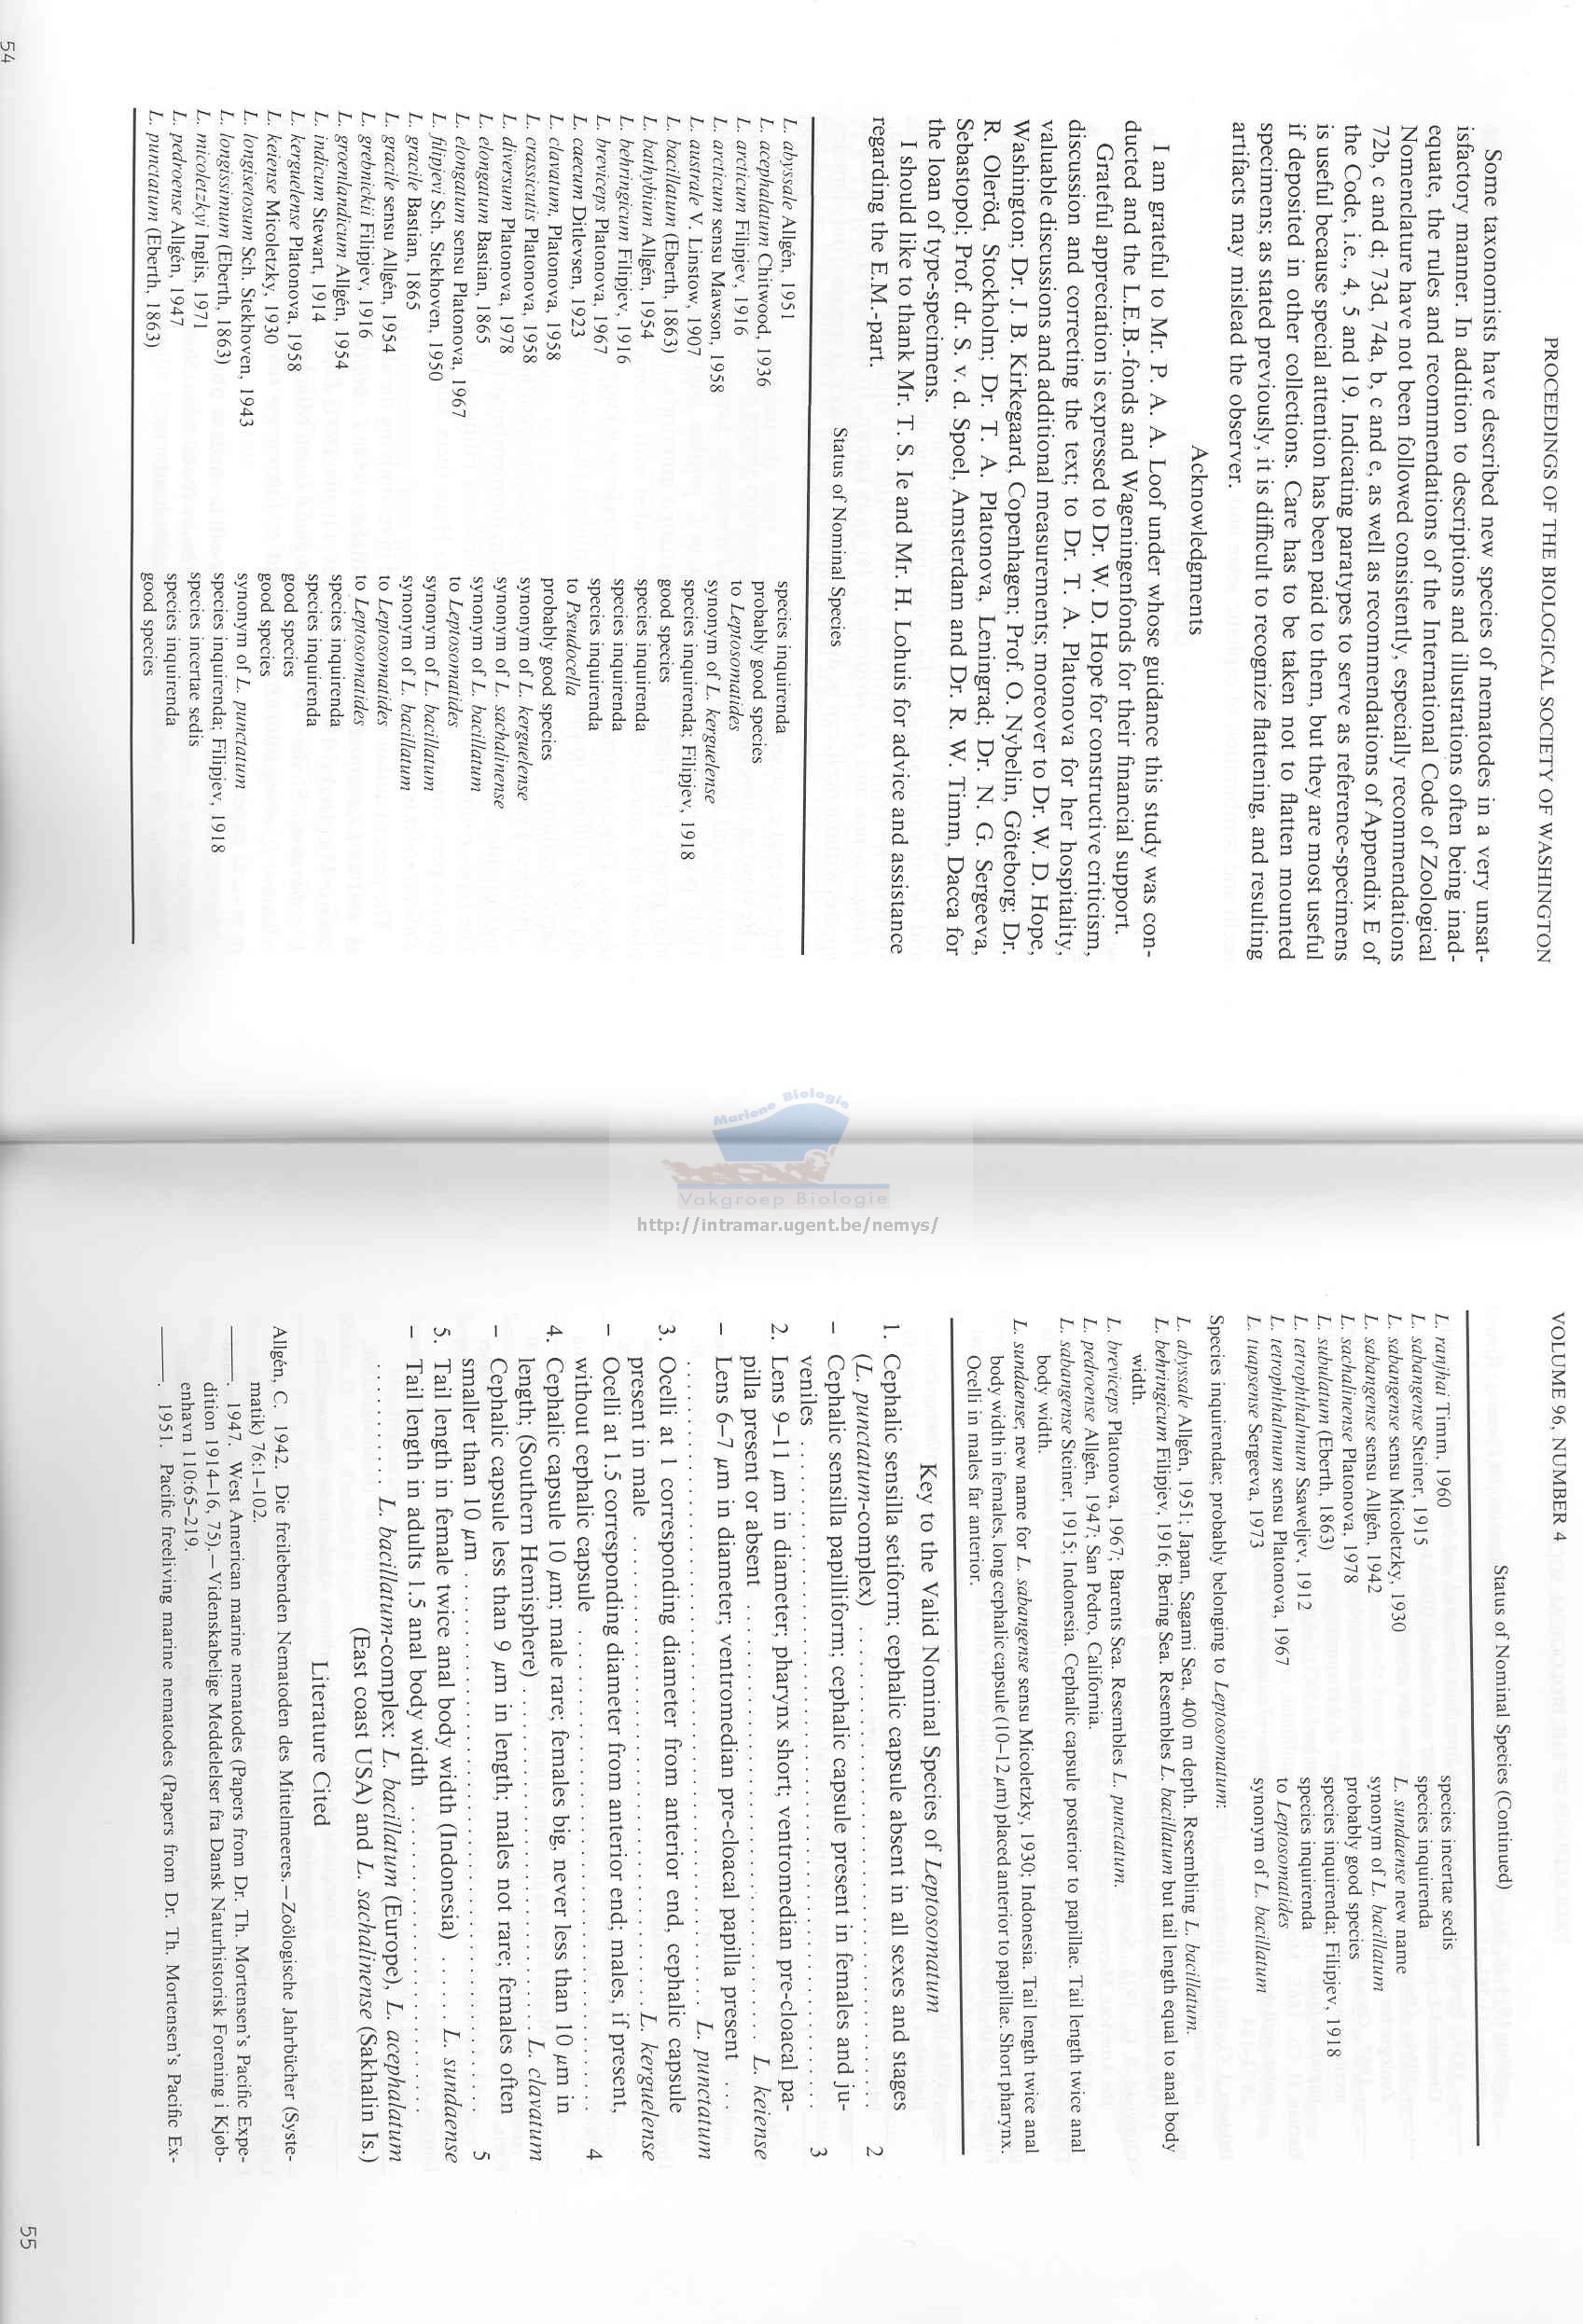 PROCEEDINGS OF THE BIOLOGICAL SOCIETY OF WASHINGTON
Some taxonomists have described new species of nematodes in a very unsat-
isfactory manner. In addition to descriptions and illustrations often being inad-
equate, the rules and recommendations of the International Code of Zoological
Nomenclature have not been followed consistently, especially recommendations
72b, c and d; 73d, 74a, b, c and e, as well as recommendations of Appendix E of
the Code, i.e., 4, 5 and 19. Indicating paratypes to serve as reference-specimens
is useful because special attention has been paid to them, but they are most useful
if deposited in other collections. Care has to be taken not to flatten mounted
specimens; as stated previously, it is difficult to recognize flattening, and resulting
artifacts may mislead the observer.
Acknowledgments
I am grateful to Mr. P. A. A. Loof under whose guidance this study was con-
ducted and the L.E.B.-fonds and Wageningenfonds for their financial support.
Grateful appreciation is expressed to Dr. W. D. Hope for constructive criticism,
discussion and correcting the text; to Dr. T. A. Platonova for her hospitality,
valuable discussions and additional measurements; moreover to Dr. W. D. Hope,
Washington; Dr. J. B. Kirkegaard, Copenhagen; Prof. O. Nybelin, Göteborg; Dr.
R. Oleröd, Stockholm; Dr. T. A. Platonova, Leningrad; Dr. N. G. Sergeeva,
Sebastopol; Prof. dr. S. v. d. Spoel, Amsterdam and Dr. R. W. Timm, Dacca for
the loan of type-specimens.
I should like to thank Mr. T. S. Ie and Mr. H. Lohuis for advice and assistance
regarding the E.M.-part.
Status of Nominal Species
L. abyssale Allgén, 1951 species inquirenda
L. acephalatum Chitwood, 1936 probably good species
L. arcticum Filipjev, 1916 to Leptosomatides
L. arcticum sensu Mawson, 1958 synonym of L. kerguelense
L. australe V. Linstow, 1907 species inquirenda; Filipjev, 1918
L. bacillatum (Eberth, 1863) good species
L. bathybium Allgén, 1954 species inquirenda
L. behringicum Filipjev, 1916 species inquirenda
L. breviceps Platonova, 1967 species inquirenda
L. caecum Ditlevsen, 1923 to Pseudocella
L. clavatum, Platonova, 1958 probably good species
L. crassicutis Platonova, 1958 synonym of L. kerguelense
L. diversum Platonova, 1978 synonym of L. sachalinense
L. elongatum Bastian, 1865 synonym of L. bacillatum
L. elongatum sensu Platonova, 1967 to Leptosomatides
L. filipjevi Sch. Stekhoven, 1950 synonym of L. bacillatum
L. gracile Bastian, 1865 synonym of L. bacillatum
L. gracile sensu Allgén, 1954 to Leptosomatides
L. grebnickii Filipjev, 1916 to Leptosomatides
L. groenlandicum Allgén, 1954 species inquirenda
L. indicum Stewart, 1914 species inquirenda
L. kerguelense Platonova, 1958 good species
L. keiense Micoletzky, 1930 good species
L. longisetosum Sch. Stekhoven, 1943 synonym of L. punctatum
L. longissimum (Eberth, 1863) species inquirenda; Filipjev, 1918
L. micoletzkyi Inglis, 1971 species incertae sedis
L. pedroense Allgén, 1947 species inquirenda
L. punctatum (Eberth, 1863) good species
54
Mariene Biologie
Vakgroep Biologie
http://intramar.ugent.be/nemys/
VOLUME 96, NUMBER 4
Status of Nominal Species (Continued)
L. ranjhai Timm, 1960 species incertae sedis
L. sabangense Steiner, 1915 species inquirenda
L. sabangense sensu Micoletzky, 1930 L. sundaense new name
L. sabangense sensu Allgén, 1942 synonym of L. bacillatum
L. sachalinense Platonova, 1978 probably good species
L. subulatum (Eberth, 1863) species inquirenda; Filipjev, 1918
L. tetrophthalmum Ssaweljev, 1912 species inquirenda
L. tetrophthalmum sensu Platonova, 1967 to Leptosomatides
L. tuapsense Sergeeva, 1973 synonym of L. bacillatum
Species inquirendae; probably belonging to Leptosomatum:
L. abyssale Allgén, 1951; Japan, Sagami Sea, 400 m depth. Resembling L. bacillatum.
L. behringicum Filipjev, 1916; Bering Sea. Resembles L. bacillatum but tail length equal to anal body
width.
L. breviceps Platonova, 1967; Barents Sea. Resembles L. punctatum.
L. pedroense Allgén, 1947; San Pedro, California.
L. sabangense Steiner, 1915; Indonesia. Cephalic capsule posterior to papillae. Tail length twice anal
body width.
L. sundaense; new name for L. sabangense sensu Micoletzky, 1930; Indonesia. Tail length twice anal
body width in females, long cephalic capsule (10–12 μm) placed anterior to papillae. Short pharynx.
Ocelli in males far anterior.
Key to the Valid Nominal Species of Leptosomatum
1. Cephalic sensilla setiform; cephalic capsule absent in all sexes and stages
(L. punctatum-complex) . . . . . 2
– Cephalic sensilla papilliform; cephalic capsule present in females and ju-
veniles . . . . . 3
2. Lens 9–11 μm in diameter; pharynx short; ventromedian pre-cloacal pa-
pilla present or absent . . . . . L. keiense
– Lens 6–7 μm in diameter; ventromedian pre-cloacal papilla present . . .
. . . . . L. punctatum
3. Ocelli at 1 corresponding diameter from anterior end, cephalic capsule
present in male . . . . . L. kerguelense
– Ocelli at 1.5 corresponding diameter from anterior end; males, if present,
without cephalic capsule . . . . . 4
4. Cephalic capsule 10 μm; male rare; females big, never less than 10 μm in
length; (Southern Hemisphere) . . . . . L. clavatum
– Cephalic capsule less than 9 μm in length; males not rare; females often
smaller than 10 μm . . . . . 5
5. Tail length in female twice anal body width (Indonesia) . . . . . L. sundaense
– Tail length in adults 1.5 anal body width . . . . .
. . . . . L. bacillatum-complex: L. bacillatum (Europe), L. acephalatum
(East coast USA) and L. sachalinense (Sakhalin Is.)
Literature Cited
Allgén, C. 1942. Die freilebenden Nematoden des Mittelmeeres.—Zoölogische Jahrbücher (Syste-
matik) 76:1–102.
———. 1947. West American marine nematodes (Papers from Dr. Th. Mortensen's Pacific Expe-
dition 1914–16, 75).—Videnskabelige Meddelelser fra Dansk Naturhistorisk Forening i Kjøb-
enhavn 110:65–219.
———. 1951. Pacific freeliving marine nematodes (Papers from Dr. Th. Mortensen's Pacific Ex-
55